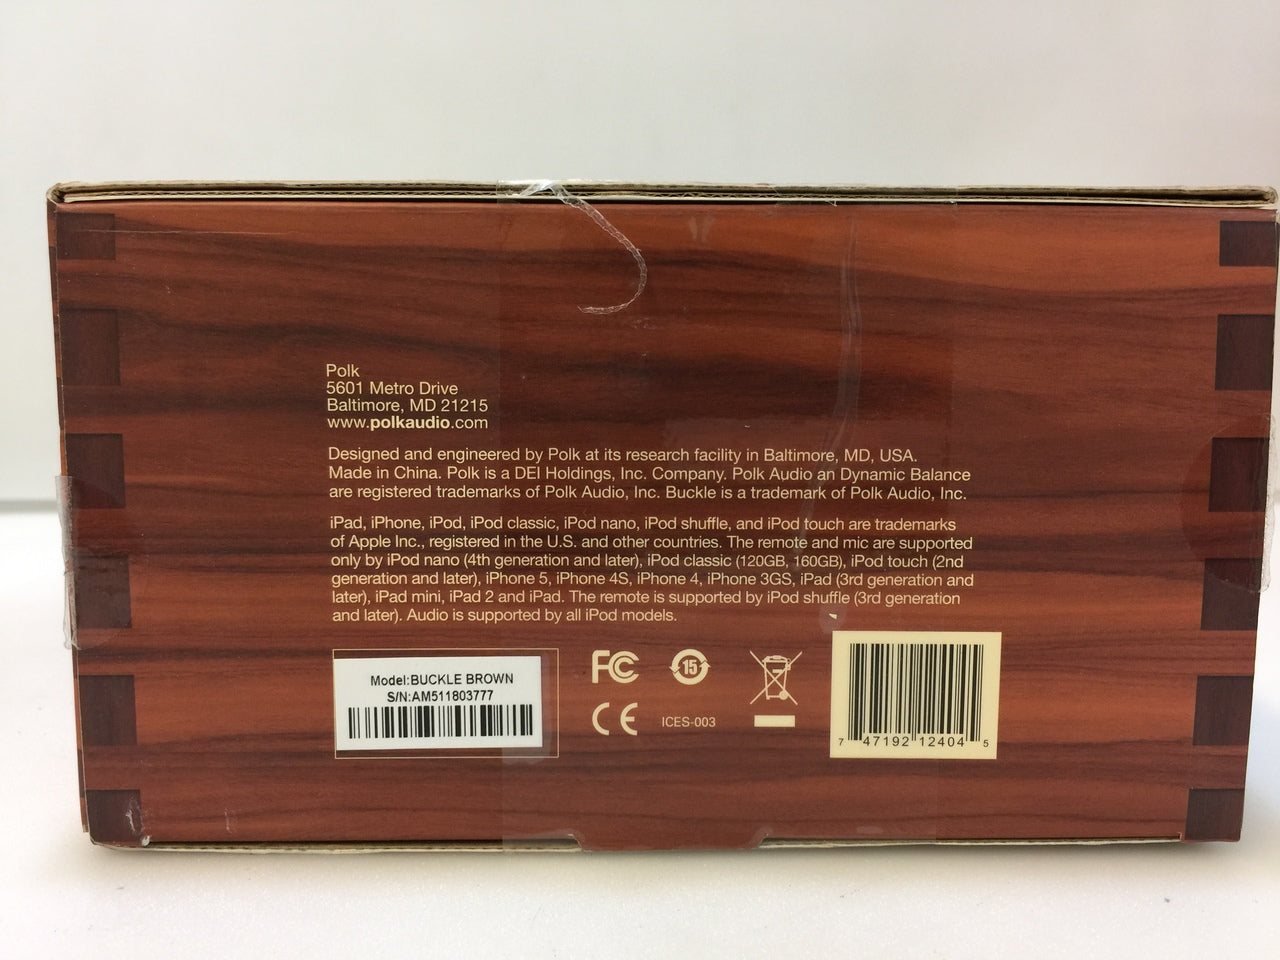 Polk
5601 Metro Drive
Baltimore, MD 21215
www.polkaudio.com
Designed and engineered by Polk at its research facility in Baltimore, MD, USA.
Made in China. Polk is a DEI Holdings, Inc. Company. Polk Audio an Dynamic Balance
are registered trademarks of Polk Audio, Inc. Buckle is a trademark of Polk Audio, Inc.
iPad, iPhone, iPod, iPod classic, iPod nano, iPod shuffle, and iPod touch are trademarks
of Apple Inc., registered in the U.S. and other countries. The remote and mic are supported
only by iPod nano (4th generation and later), iPod classic (120GB, 160GB), iPod touch (2nd
generation and later), iPhone 5, iPhone 4S, iPhone 4, iPhone 3GS, iPad (3rd generation and
later), iPad mini, iPad 2 and iPad. The remote is supported by iPod shuffle (3rd generation
and later). Audio is supported by all iPod models.
Model:BUCKLE BROWN
S/N:AM511803777
FC
15
CE
ICES-003
7 47192 12404 5